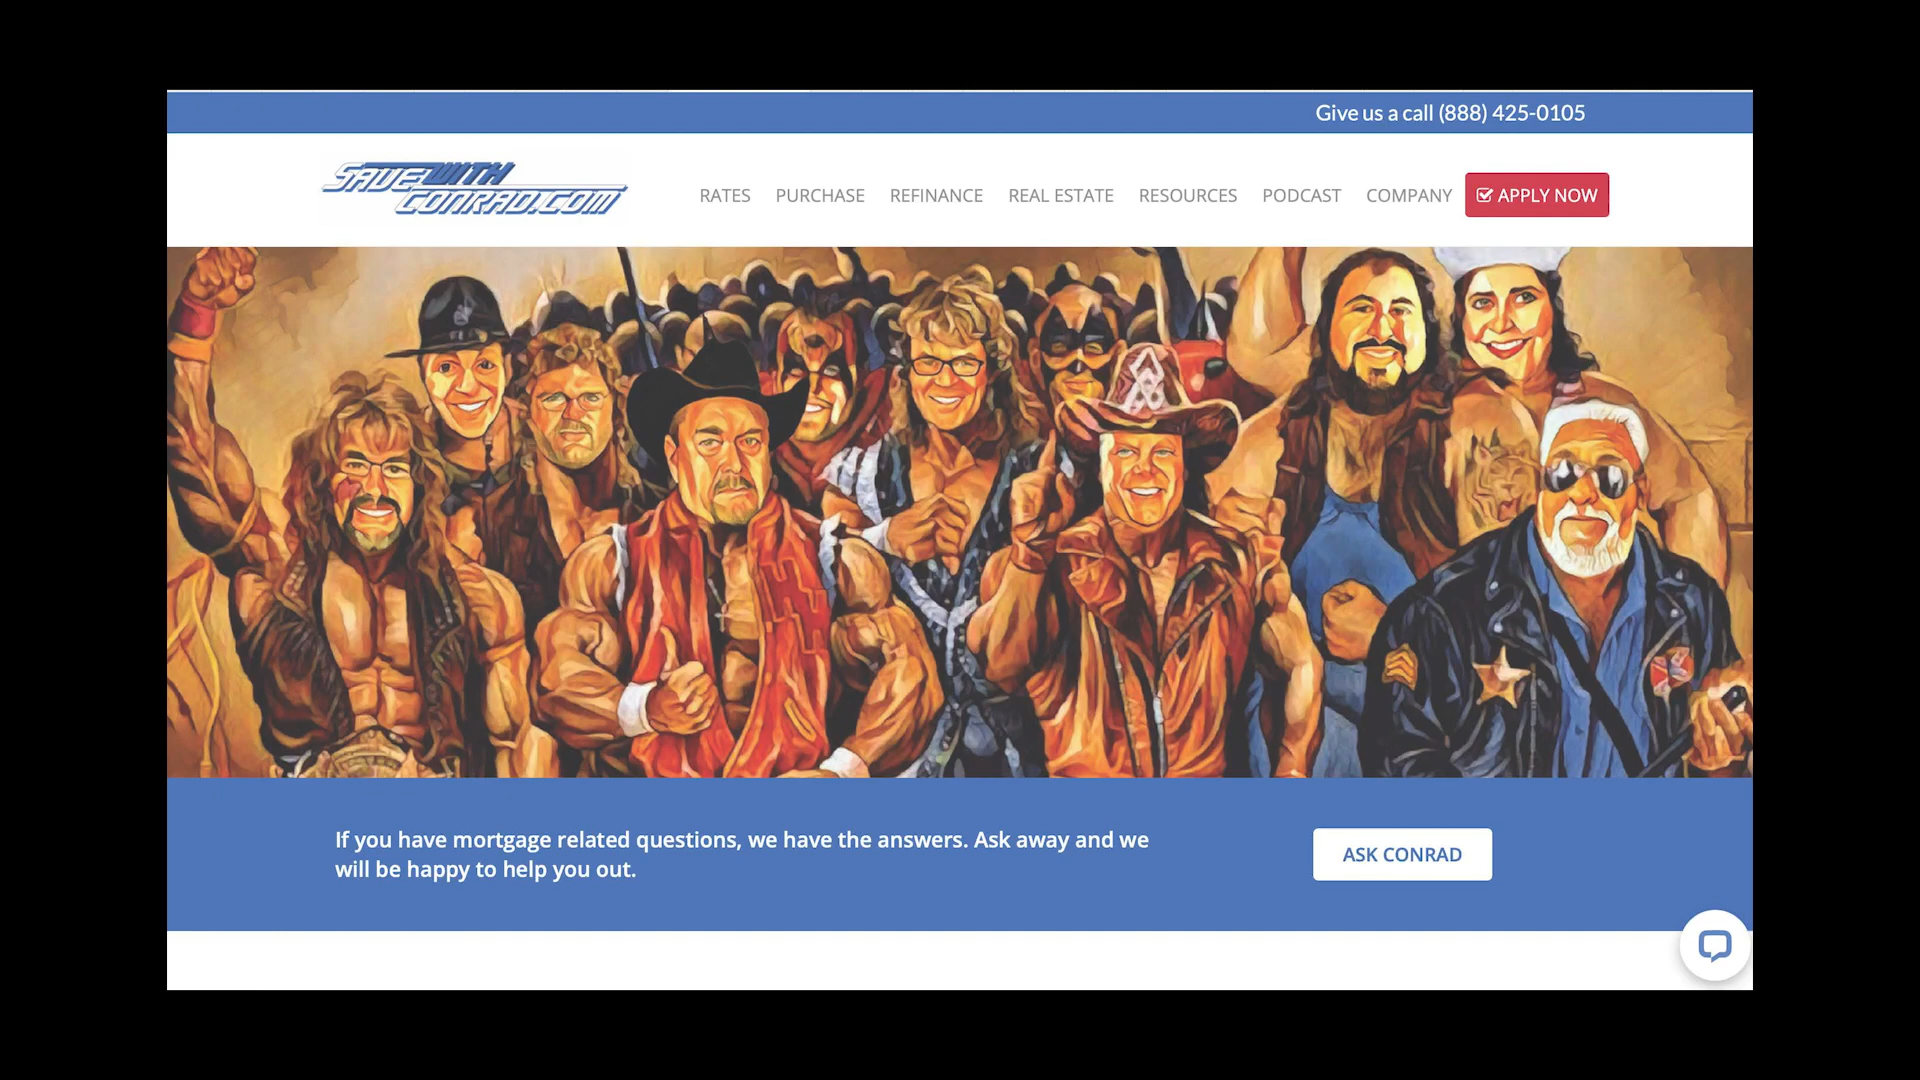 Give us a call (888) 425-0105
SAVEWITH
CONRAD.COM
RATES PURCHASE REFINANCE REAL ESTATE RESOURCES PODCAST COMPANY APPLY NOW
If you have mortgage related questions, we have the answers. Ask away and we
will be happy to help you out.
ASK CONRAD